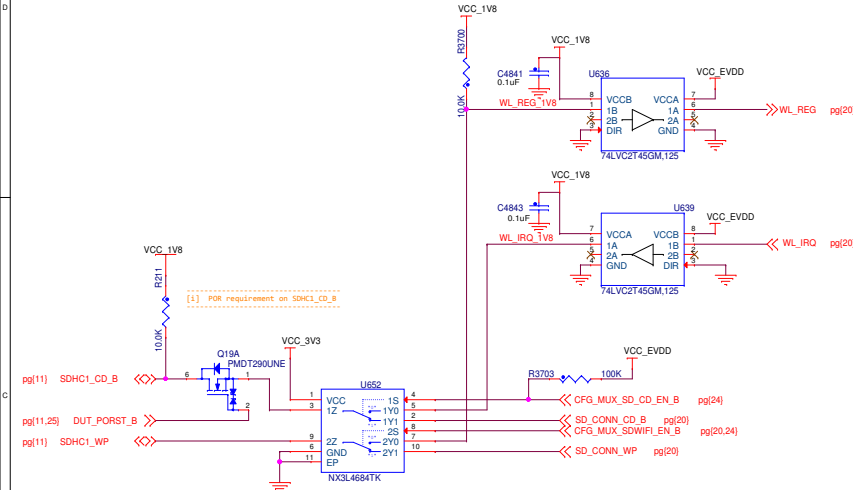 D
VCC_1V8
R3700
10.0K
VCC_1V8
C4841
0.1uF
U636
VCC_EVDD
WL_REG_1V8
8 VCCB VCCA 7
1 1B 1A 6
2 2B 2A 5
3 DIR GND 4
74LVC2T45GM,125
WL_REG pg{20
VCC_1V8
C4843
0.1uF
U639
VCC_EVDD
WL_IRQ_1V8
7 VCCA VCCB 8
6 1A 1B 1
5 2A 2B 2
4 GND DIR 3
74LVC2T45GM,125
WL_IRQ pg{20
VCC_1V8
R211
10.0K
[i] POR requirement on SDHC1_CD_B
Q19A
PMDT290UNE
6 1
2
VCC_3V3
VCC_EVDD
R3703 100K
C
pg{11} SDHC1_CD_B
pg{11,25} DUT_PORST_B
pg{11} SDHC1_WP
U652
1 VCC 1S 4
3 1Z 1Y0 5
1Y1 2
2S 8
9 2Z 2Y0 7
6 GND 2Y1 10
11 EP
NX3L4684TK
CFG_MUX_SD_CD_EN_B pg{24}
SD_CONN_CD_B pg{20}
CFG_MUX_SDWIFI_EN_B pg{20,24}
SD_CONN_WP pg{20}